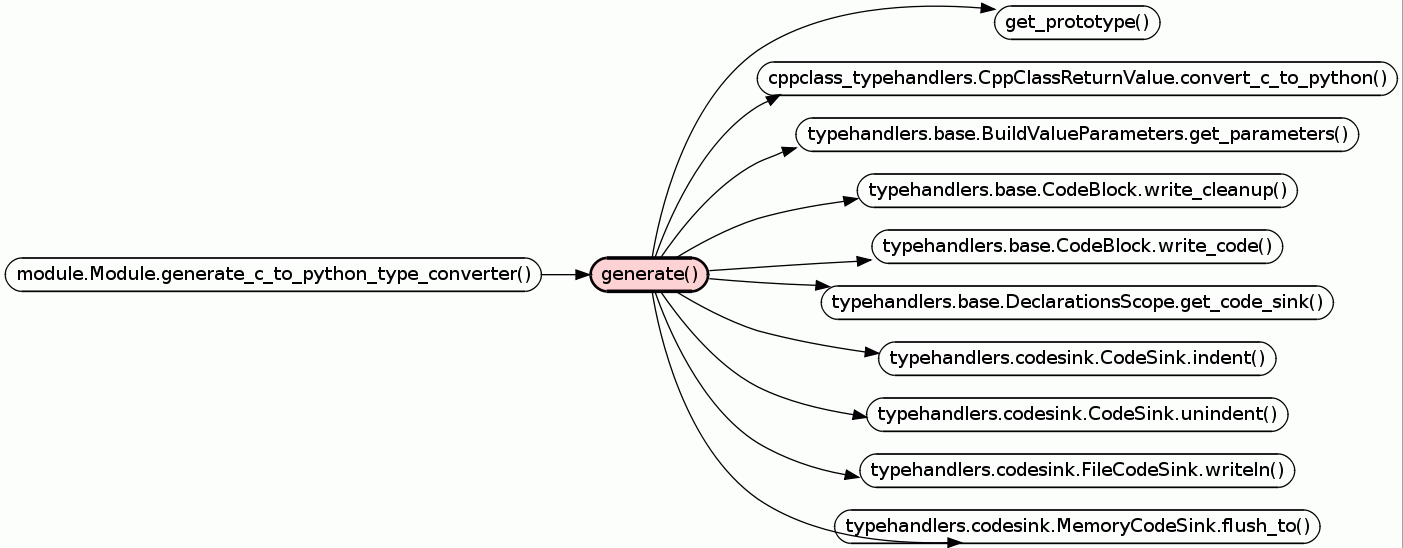 get_prototype()
cppclass_typehandlers.CppClassReturnValue.convert_c_to_python()
typehandlers.base.BuildValueParameters.get_parameters()
typehandlers.base.CodeBlock.write_cleanup()
typehandlers.base.CodeBlock.write_code()
module.Module.generate_c_to_python_type_converter()
generate()
typehandlers.base.DeclarationsScope.get_code_sink()
typehandlers.codesink.CodeSink.indent()
typehandlers.codesink.CodeSink.unindent()
typehandlers.codesink.FileCodeSink.writeln()
typehandlers.codesink.MemoryCodeSink.flush_to()